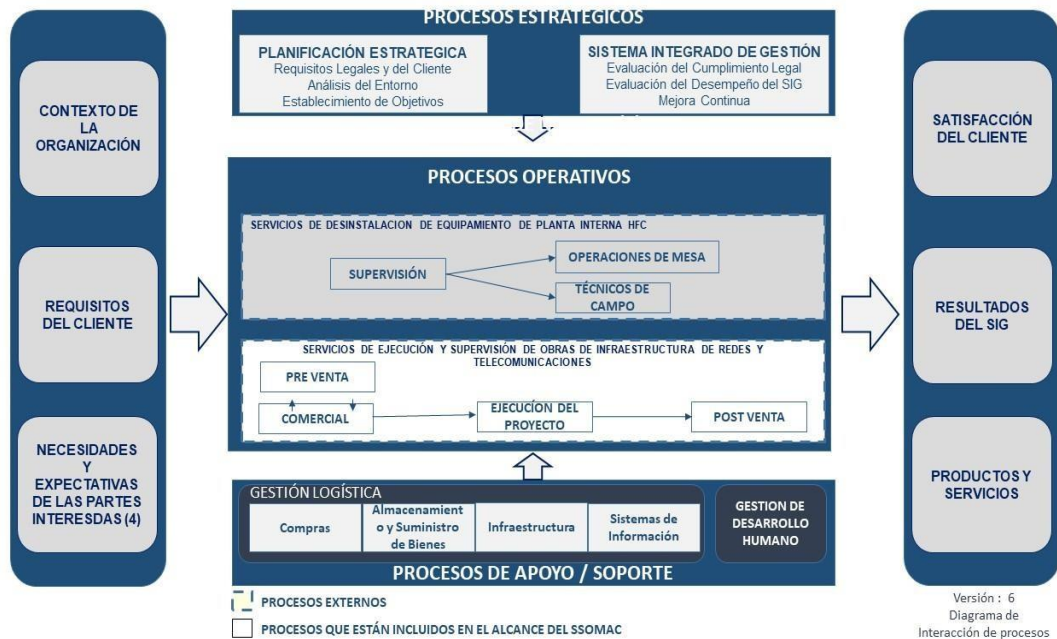 PROCESOS ESTRATEGICOS
PLANIFICACIÓN ESTRATEGICA
Requisitos Legales y del Cliente
Análisis del Entorno
Establecimiento de Objetivos
SISTEMA INTEGRADO DE GESTIÓN
Evaluación del Cumplimiento Legal
Evaluación del Desempeño del SIG
Mejora Continua
CONTEXTO DE
LA
ORGANIZACIÓN
REQUISITOS
DEL CLIENTE
NECESIDADES
Y
EXPECTATIVAS
DE LAS PARTES
INTERESDAS (4)
PROCESOS OPERATIVOS
SERVICIOS DE DESINSTALACION DE EQUIPAMIENTO DE PLANTA INTERNA HFC
SUPERVISIÓN
OPERACIONES DE MESA
TÉCNICOS DE
CAMPO
SERVICIOS DE EJECUCIÓN Y SUPERVISIÓN DE OBRAS DE INFRAESTRUCTURA DE REDES Y
TELECOMUNICACIONES
PRE VENTA
COMERCIAL
EJECUCÍON DEL
PROYECTO
POST VENTA
GESTIÓN LOGÍSTICA
Compras
Almacenamient
o y Suministro
de Bienes
Infraestructura
Sistemas de
Información
GESTION DE
DESARROLLO
HUMANO
PROCESOS DE APOYO / SOPORTE
SATISFACCIÓN
DEL CLIENTE
RESULTADOS
DEL SIG
PRODUCTOS Y
SERVICIOS
PROCESOS EXTERNOS
PROCESOS QUE ESTÁN INCLUIDOS EN EL ALCANCE DEL SSOMAC
Versión : 6
Diagrama de
Interacción de procesos